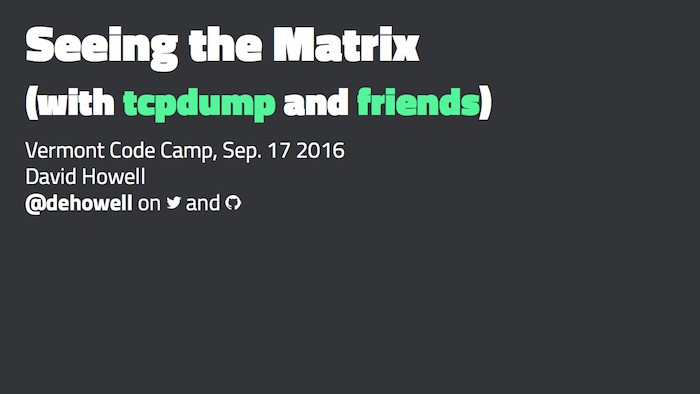 Seeing the Matrix
(with tcpdump and friends)
Vermont Code Camp, Sep. 17 2016
David Howell
@dehowell on and